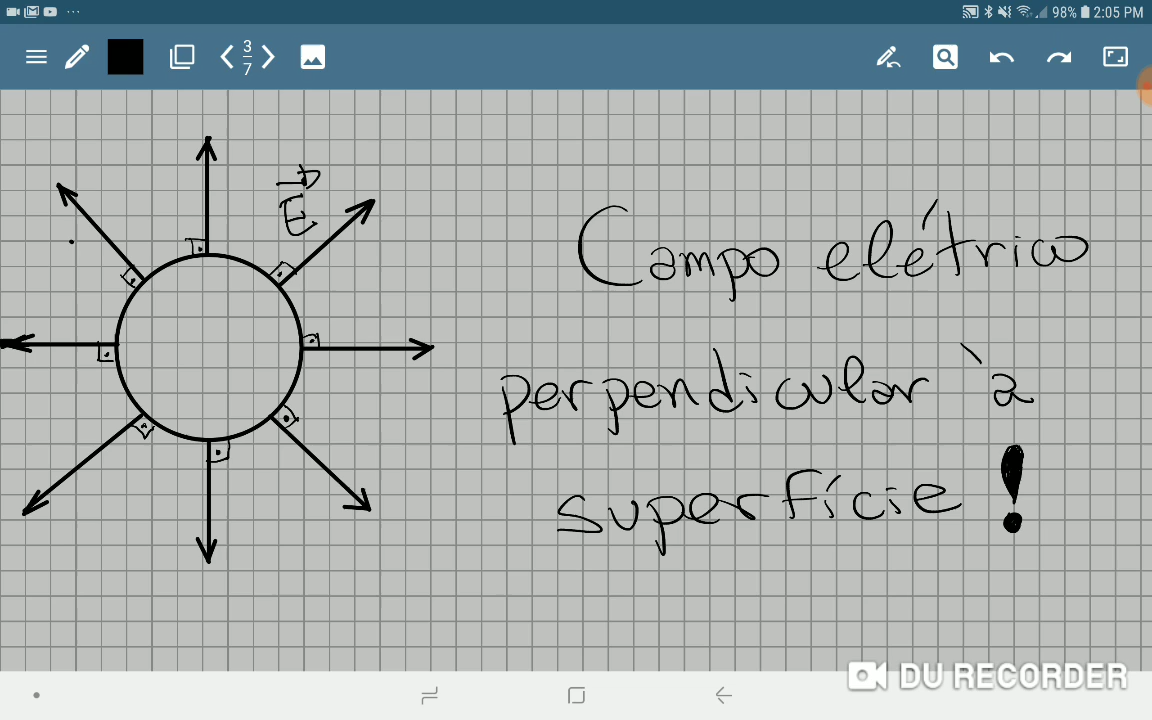 98% 2:05 PM
3
7
E
Campo elétrico
perpendicular à
superfície!
DU RECORDER